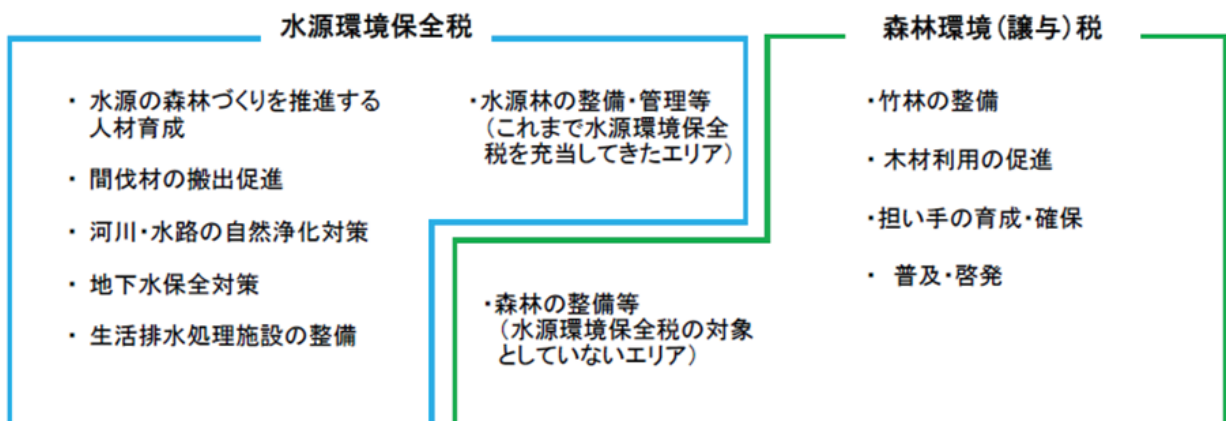 水源環境保全税
・ 水源の森林づくりを推進する
人材育成
・ 間伐材の搬出促進
・ 河川・水路の自然浄化対策
・ 地下水保全対策
・ 生活排水処理施設の整備
・水源林の整備・管理等
（これまで水源環境保全
税を充当してきたエリア）
森林環境（譲与）税
・竹林の整備
・木材利用の促進
・担い手の育成・確保
・ 普及・啓発
・森林の整備等
（水源環境保全税の対象
としていないエリア）